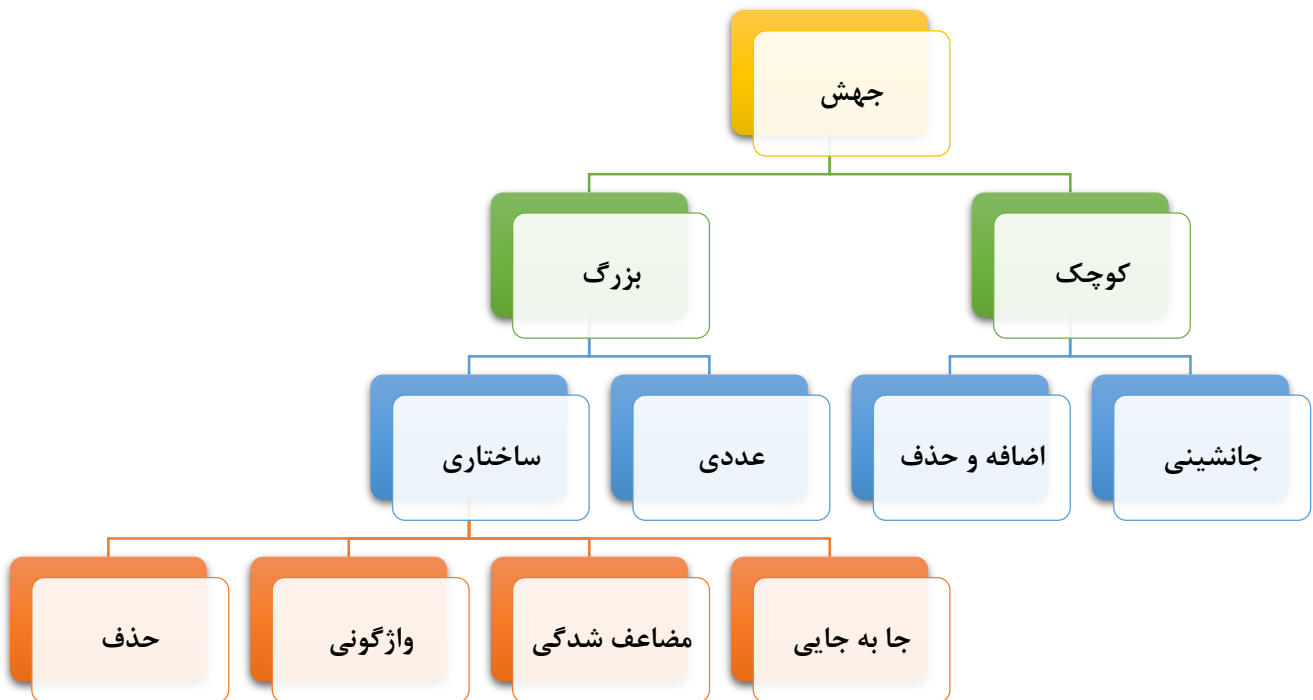 جهش
کوچک
بزرگ
جانشینی
اضافه و حذف
عددی
ساختاری
جا به جایی
مضاعف شدگی
واژگونی
حذف